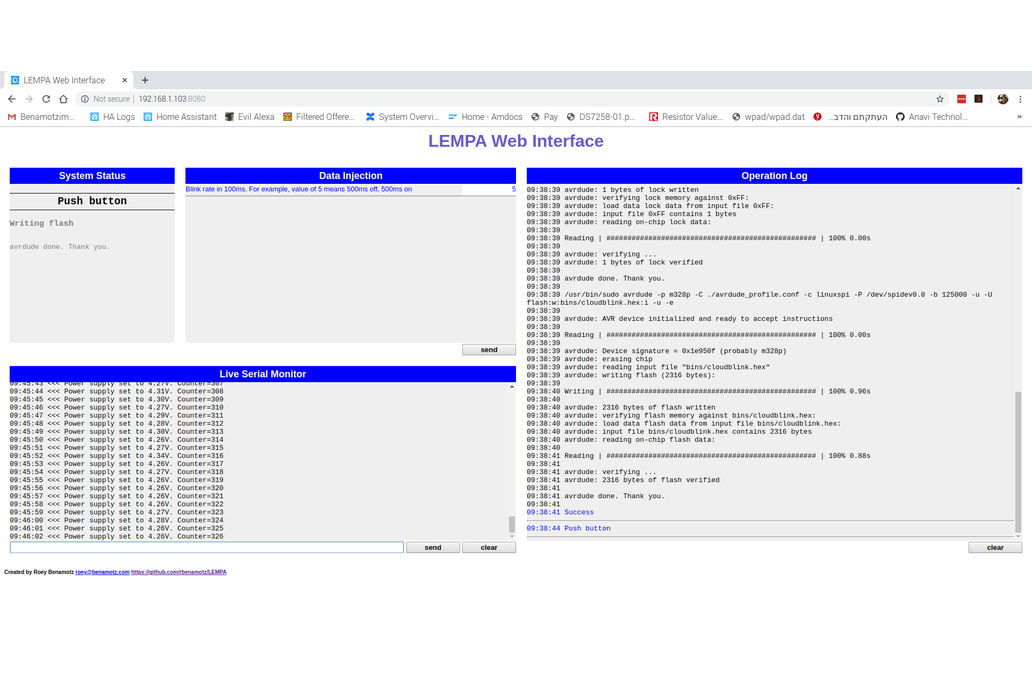 LEMPA Web Interface
Not secure | 192.168.1.103:8080
Benamotzim... HA Logs Home Assistant Evil Alexa Filtered Offere... System Overvi... Home - Amdocs Pay DS7258-01.p... Resistor Value... wpad/wpad.dat העתקתם והדב... Anavi Technol... »
LEMPA Web Interface
System Status
Push button
Writing flash
avrdude done. Thank you.
Data Injection
Blink rate in 100ms. For example, value of 5 means 500ms off, 500ms on 5
send
Live Serial Monitor
09:45:43 <<< Power supply set to 4.27V. Counter=307
09:45:44 <<< Power supply set to 4.31V. Counter=308
09:45:45 <<< Power supply set to 4.30V. Counter=309
09:45:46 <<< Power supply set to 4.27V. Counter=310
09:45:47 <<< Power supply set to 4.29V. Counter=311
09:45:48 <<< Power supply set to 4.28V. Counter=312
09:45:49 <<< Power supply set to 4.30V. Counter=313
09:45:50 <<< Power supply set to 4.26V. Counter=314
09:45:51 <<< Power supply set to 4.27V. Counter=315
09:45:52 <<< Power supply set to 4.34V. Counter=316
09:45:53 <<< Power supply set to 4.26V. Counter=317
09:45:54 <<< Power supply set to 4.27V. Counter=318
09:45:55 <<< Power supply set to 4.26V. Counter=319
09:45:56 <<< Power supply set to 4.26V. Counter=320
09:45:57 <<< Power supply set to 4.26V. Counter=321
09:45:58 <<< Power supply set to 4.26V. Counter=322
09:45:59 <<< Power supply set to 4.27V. Counter=323
09:46:00 <<< Power supply set to 4.28V. Counter=324
09:46:01 <<< Power supply set to 4.26V. Counter=325
09:46:02 <<< Power supply set to 4.26V. Counter=326
send clear
Operation Log
09:38:39 avrdude: 1 bytes of lock written
09:38:39 avrdude: verifying lock memory against 0xFF:
09:38:39 avrdude: load data lock data from input file 0xFF:
09:38:39 avrdude: input file 0xFF contains 1 bytes
09:38:39 avrdude: reading on-chip lock data:
09:38:39
09:38:39 Reading | ################################################## | 100% 0.00s
09:38:39
09:38:39 avrdude: verifying ...
09:38:39 avrdude: 1 bytes of lock verified
09:38:39
09:38:39 avrdude done. Thank you.
09:38:39
09:38:39 /usr/bin/sudo avrdude -p m328p -C ./avrdude_profile.conf -c linuxspi -P /dev/spidev0.0 -b 125000 -u -U
flash:w:bins/cloudblink.hex:i -u -e
09:38:39
09:38:39 avrdude: AVR device initialized and ready to accept instructions
09:38:39
09:38:39 Reading | ################################################## | 100% 0.00s
09:38:39
09:38:39 avrdude: Device signature = 0x1e950f (probably m328p)
09:38:39 avrdude: erasing chip
09:38:39 avrdude: reading input file "bins/cloudblink.hex"
09:38:39 avrdude: writing flash (2316 bytes):
09:38:39
09:38:40 Writing | ################################################## | 100% 0.96s
09:38:40
09:38:40 avrdude: 2316 bytes of flash written
09:38:40 avrdude: verifying flash memory against bins/cloudblink.hex:
09:38:40 avrdude: load data flash data from input file bins/cloudblink.hex:
09:38:40 avrdude: input file bins/cloudblink.hex contains 2316 bytes
09:38:40 avrdude: reading on-chip flash data:
09:38:40
09:38:41 Reading | ################################################## | 100% 0.88s
09:38:41
09:38:41 avrdude: verifying ...
09:38:41 avrdude: 2316 bytes of flash verified
09:38:41
09:38:41 avrdude done. Thank you.
09:38:41
09:38:41 Success
09:38:44 Push button
clear
Created by Roey Benamotz roey@benamotz.com https://github.com/rbenamotz/LEMPA